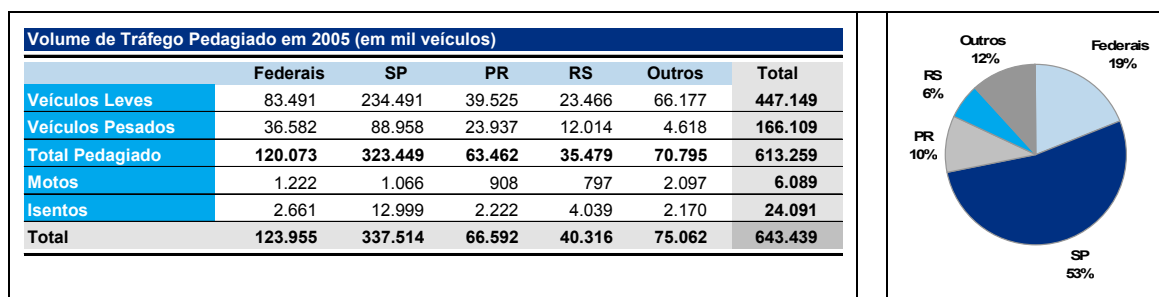 Volume de Tráfego Pedagiado em 2005 (em mil veículos)
Federais SP PR RS Outros Total
Veículos Leves 83.491 234.491 39.525 23.466 66.177 447.149
Veículos Pesados 36.582 88.958 23.937 12.014 4.618 166.109
Total Pedagiado 120.073 323.449 63.462 35.479 70.795 613.259
Motos 1.222 1.066 908 797 2.097 6.089
Isentos 2.661 12.999 2.222 4.039 2.170 24.091
Total 123.955 337.514 66.592 40.316 75.062 643.439
Outros
12%
Federais
19%
RS
6%
PR
10%
SP
53%